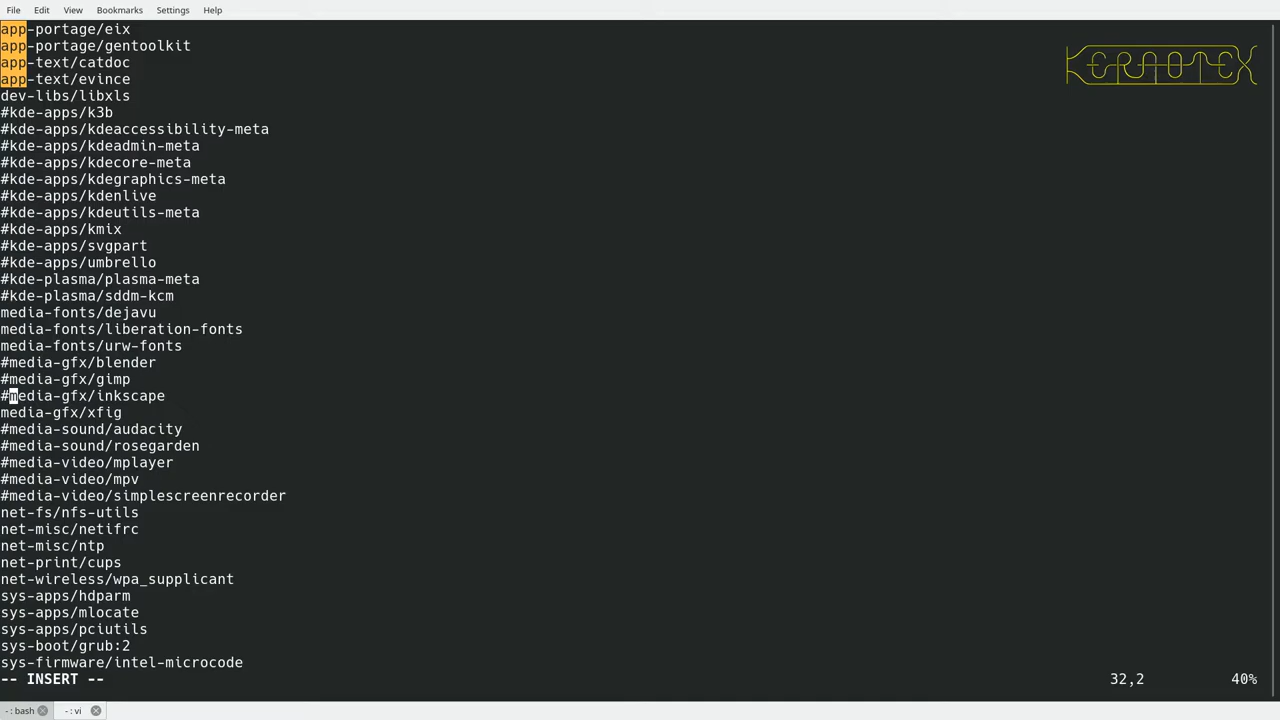 File Edit View Bookmarks Settings Help
app-portage/eix
app-portage/gentoolkit
app-text/catdoc
app-text/evince
dev-libs/libxls
#kde-apps/k3b
#kde-apps/kdeaccessibility-meta
#kde-apps/kdeadmin-meta
#kde-apps/kdecore-meta
#kde-apps/kdegraphics-meta
#kde-apps/kdenlive
#kde-apps/kdeutils-meta
#kde-apps/kmix
#kde-apps/svgpart
#kde-apps/umbrello
#kde-plasma/plasma-meta
#kde-plasma/sddm-kcm
media-fonts/dejavu
media-fonts/liberation-fonts
media-fonts/urw-fonts
#media-gfx/blender
#media-gfx/gimp
#media-gfx/inkscape
media-gfx/xfig
#media-sound/audacity
#media-sound/rosegarden
#media-video/mplayer
#media-video/mpv
#media-video/simplescreenrecorder
net-fs/nfs-utils
net-misc/netifrc
net-misc/ntp
net-print/cups
net-wireless/wpa_supplicant
sys-apps/hdparm
sys-apps/mlocate
sys-apps/pciutils
sys-boot/grub:2
sys-firmware/intel-microcode
-- INSERT -- 32,2 40%
- : bash - : vi